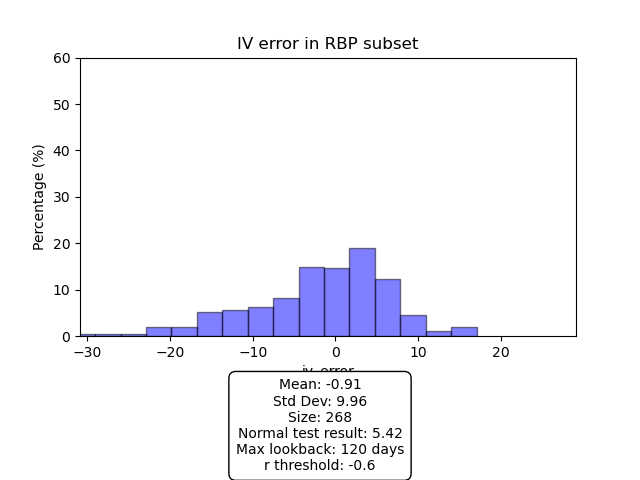 IV error in RBP subset
60
50
40
30
20
10
0
Percentage (%)
−30
−20
−10
0
10
20
iv_error
Mean: -0.91
Std Dev: 9.96
Size: 268
Normal test result: 5.42
Max lookback: 120 days
r threshold: -0.6